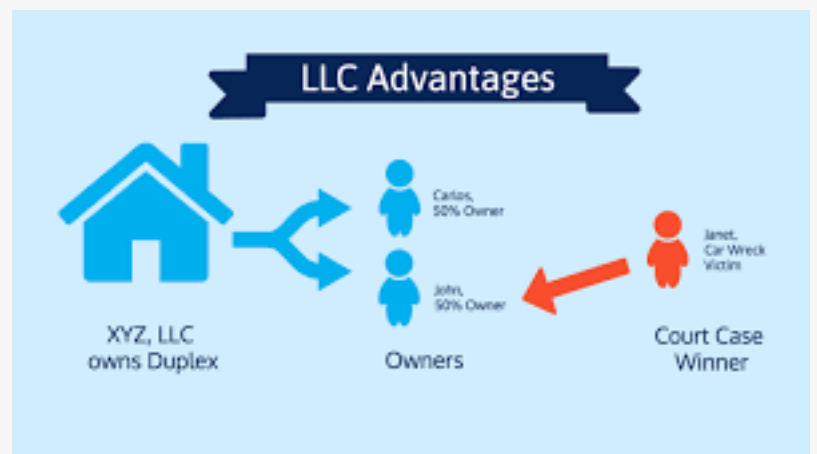 LLC Advantages
Carlos,
50% Owner
John,
50% Owner
Janet,
Car Wreck
Victim
XYZ, LLC
owns Duplex
Owners
Court Case
Winner